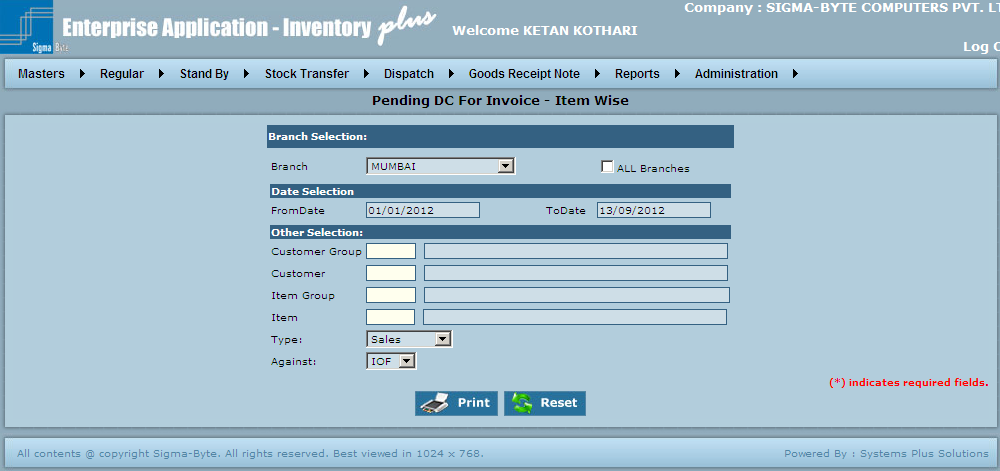 Company : SIGMA-BYTE COMPUTERS PVT. LT
Enterprise Application - Inventory plus
Welcome KETAN KOTHARI
Sigma Byte
Log O
Masters Regular Stand By Stock Transfer Dispatch Goods Receipt Note Reports Administration
Pending DC For Invoice - Item Wise
Branch Selection:
Branch MUMBAI ALL Branches
Date Selection
FromDate 01/01/2012 ToDate 13/09/2012
Other Selection:
Customer Group
Customer
Item Group
Item
Type: Sales
Against: IOF
(*) indicates required fields.
Print Reset
All contents @ copyright Sigma-Byte. All rights reserved. Best viewed in 1024 x 768. Powered By : Systems Plus Solutions